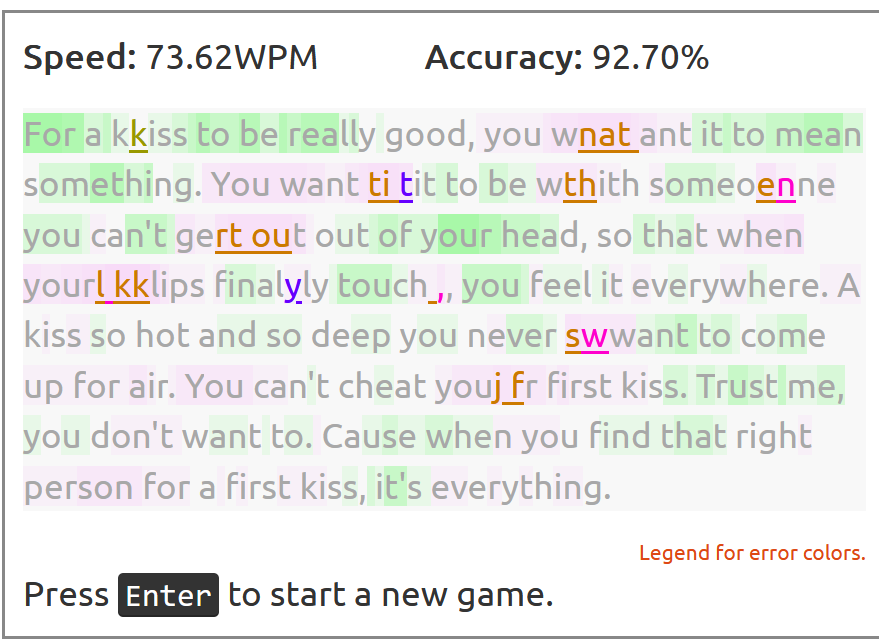 Speed: 73.62WPM Accuracy: 92.70%
For a kkiss to be really good, you wnat ant it to mean
something. You want ti tit to be wthith someoenne
you can't gert out out of your head, so that when
yourl kklips finalyly touch ,, you feel it everywhere. A
kiss so hot and so deep you never swwant to come
up for air. You can't cheat youj fr first kiss. Trust me,
you don't want to. Cause when you find that right
person for a first kiss, it's everything.
Legend for error colors.
Press Enter to start a new game.